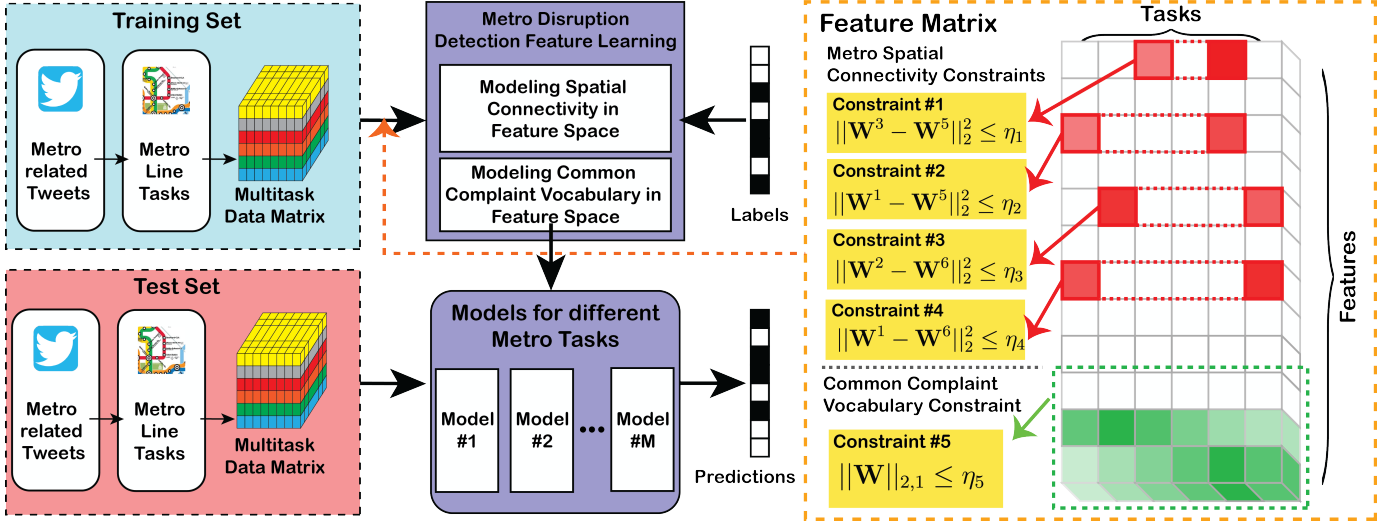 Training Set
Metro
related
Tweets
Metro
Line
Tasks
Multitask
Data Matrix
Metro Disruption
Detection Feature Learning
Modeling Spatial
Connectivity in
Feature Space
Modeling Common
Complaint Vocabulary in
Feature Space
Labels
Test Set
Metro
related
Tweets
Metro
Line
Tasks
Multitask
Data Matrix
Models for different
Metro Tasks
Model
#1
Model
#2
...
Model
#M
Predictions
Feature Matrix
Tasks
Metro Spatial
Connectivity Constraints
Constraint #1
||W³ − W⁵||₂² ≤ η₁
Constraint #2
||W¹ − W⁵||₂² ≤ η₂
Constraint #3
||W² − W⁶||₂² ≤ η₃
Constraint #4
||W¹ − W⁶||₂² ≤ η₄
Common Complaint
Vocabulary Constraint
Constraint #5
||W||₂,₁ ≤ η₅
Features